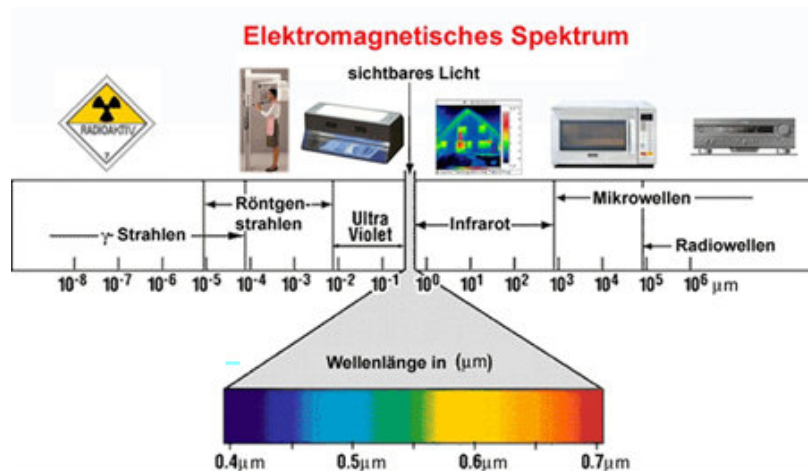 Elektromagnetisches Spektrum
sichtbares Licht
RADIOAKTIV
7
Röntgen-
strahlen
γ- Strahlen
Ultra
Violet
Infrarot
Mikrowellen
Radiowellen
10⁻⁸ 10⁻⁷ 10⁻⁶ 10⁻⁵ 10⁻⁴ 10⁻³ 10⁻² 10⁻¹ 10⁰ 10¹ 10² 10³ 10⁴ 10⁵ 10⁶ µm
Wellenlänge in (µm)
0.4µm 0.5µm 0.6µm 0.7µm